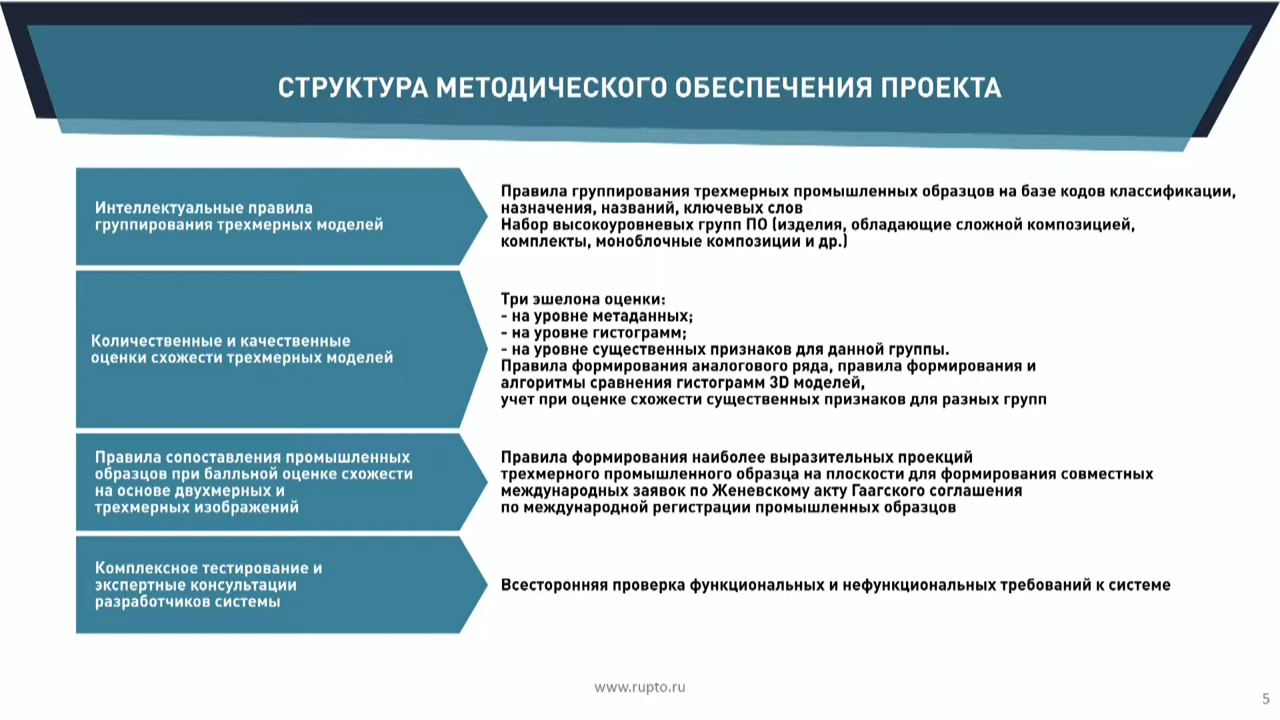 СТРУКТУРА МЕТОДИЧЕСКОГО ОБЕСПЕЧЕНИЯ ПРОЕКТА
Интеллектуальные правила
группирования трехмерных моделей
Правила группирования трехмерных промышленных образцов на базе кодов классификации,
назначения, названий, ключевых слов
Набор высокоуровневых групп ПО (изделия, обладающие сложной композицией,
комплекты, моноблочные композиции и др.)
Количественные и качественные
оценки схожести трехмерных моделей
Три эшелона оценки:
- на уровне метаданных;
- на уровне гистограмм;
- на уровне существенных признаков для данной группы.
Правила формирования аналогового ряда, правила формирования и
алгоритмы сравнения гистограмм 3D моделей,
учет при оценке схожести существенных признаков для разных групп
Правила сопоставления промышленных
образцов при балльной оценке схожести
на основе двухмерных и
трехмерных изображений
Правила формирования наиболее выразительных проекций
трехмерного промышленного образца на плоскости для формирования совместных
международных заявок по Женевскому акту Гаагского соглашения
по международной регистрации промышленных образцов
Комплексное тестирование и
экспертные консультации
разработчиков системы
Всесторонняя проверка функциональных и нефункциональных требований к системе
www.rupto.ru
5